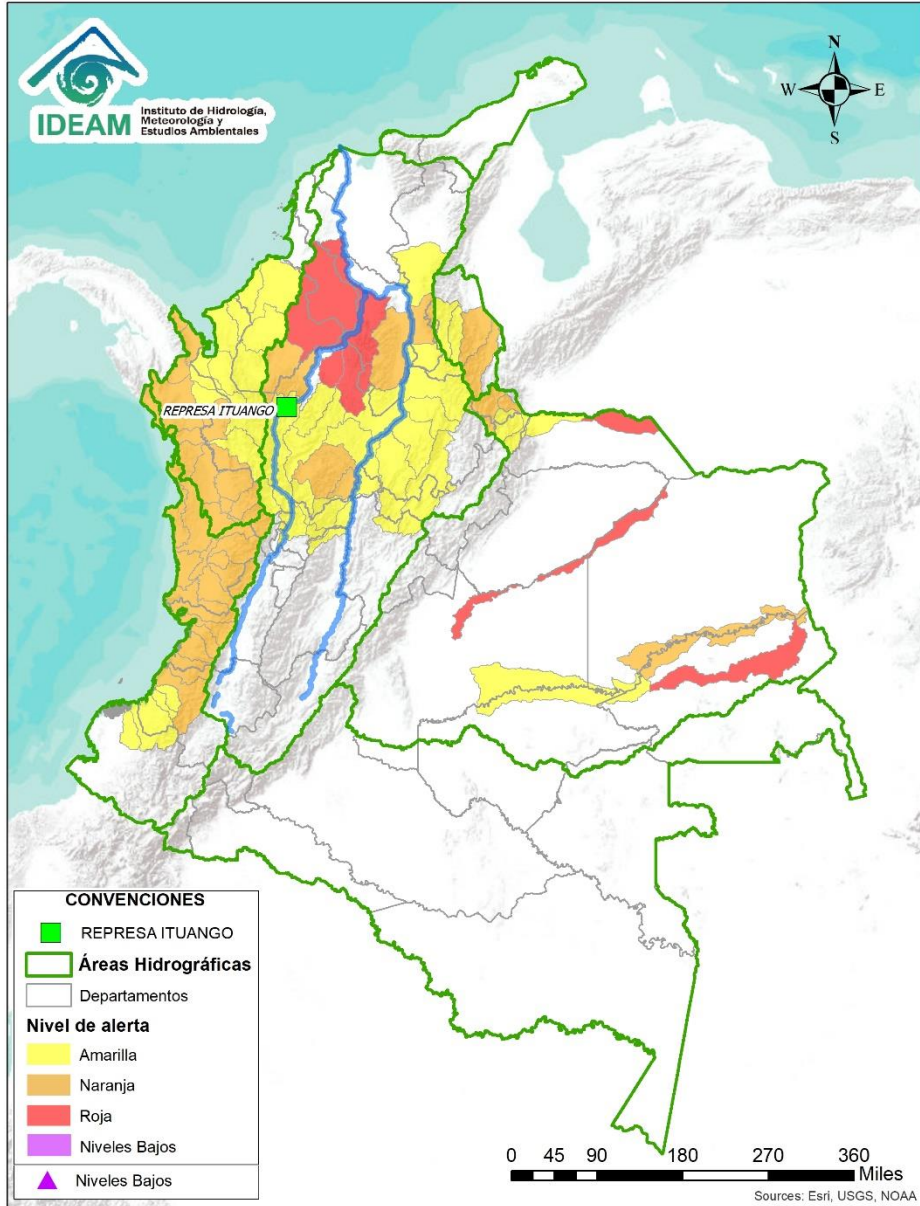 IDEAM
Instituto de Hidrología,
Meteorología y
Estudios Ambientales
N
W
E
S
REPRESA ITUANGO
CONVENCIONES
REPRESA ITUANGO
Áreas Hidrográficas
Departamentos
Nivel de alerta
Amarilla
Naranja
Roja
Niveles Bajos
Niveles Bajos
0 45 90 180 270 360
Miles
Sources: Esri, USGS, NOAA